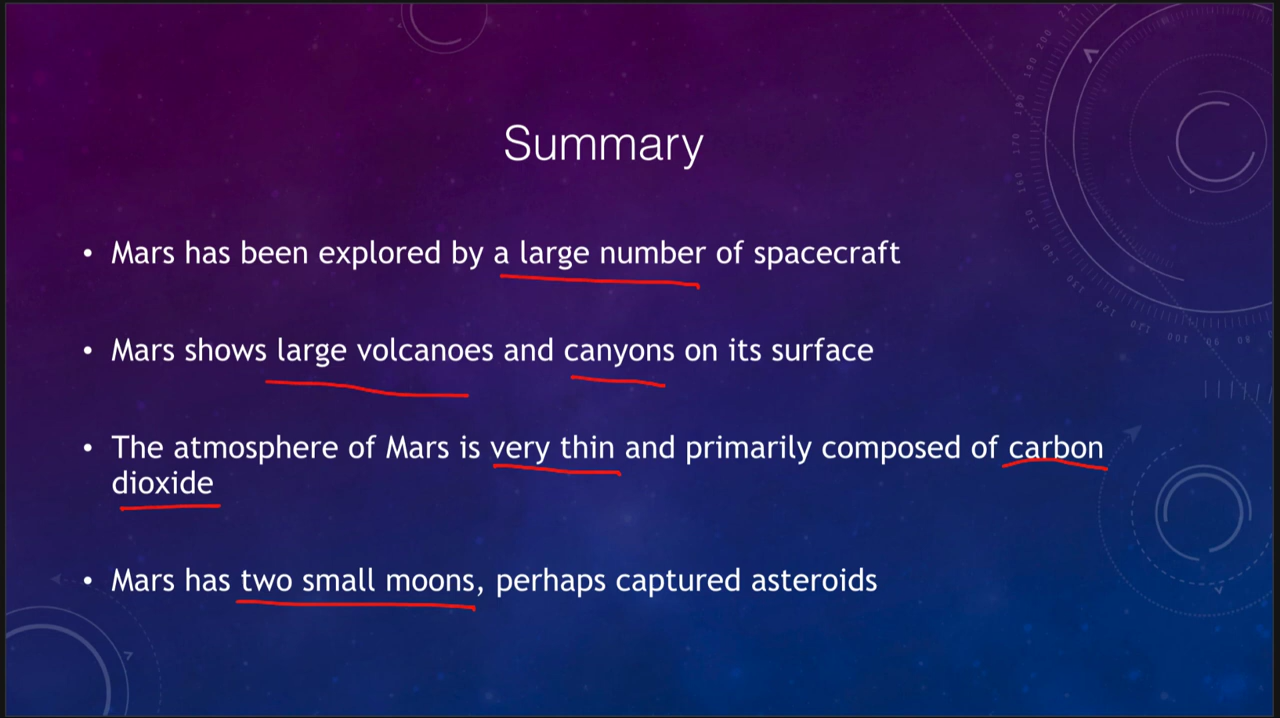 Summary
• Mars has been explored by a large number of spacecraft
• Mars shows large volcanoes and canyons on its surface
• The atmosphere of Mars is very thin and primarily composed of carbon
dioxide
• Mars has two small moons, perhaps captured asteroids